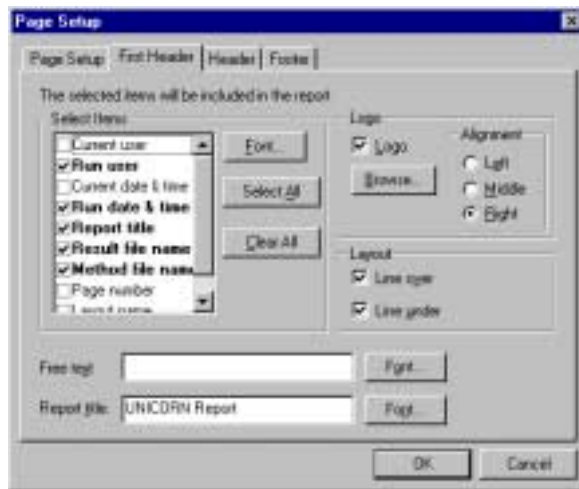 Page Setup
Page Setup First Header Header Footer
The selected items will be included in the report
Select Items
Current user
Run user
Current date & time
Run date & time
Report title
Result file name
Method file name
Page number
Layout name
Font...
Select All
Clear All
Logo
Logo
Browse...
Alignment
Left
Middle
Right
Layout
Line over
Line under
Free text
Font...
Report title: UNICORN Report
Font...
OK Cancel